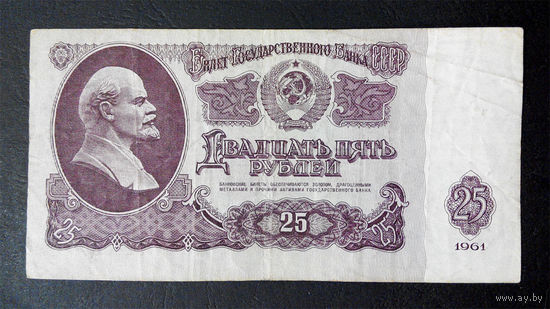 Билет Государственного Банка СССР
Двадцать пять
рублей
БАНКОВСКИЕ БИЛЕТЫ ОБЕСПЕЧИВАЮТСЯ ЗОЛОТОМ, ДРАГОЦЕННЫМИ
МЕТАЛЛАМИ И ПРОЧИМИ АКТИВАМИ ГОСУДАРСТВЕННОГО БАНКА
25
25
25
25
1961
www.ay.by